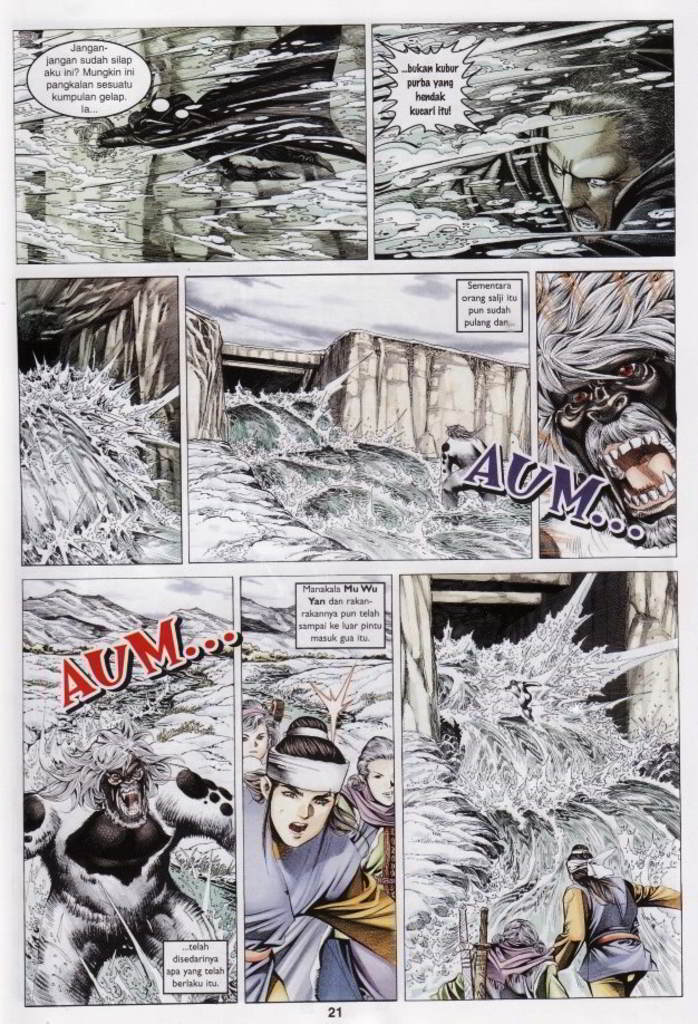 Jangan-
jangan sudah silap
aku ini? Mungkin ini
pangkalan sesuatu
kumpulan gelap.
Ia...
...bukan kubur
purba yang
hendak
kucari itu!
Sementara
orang salji itu
pun sudah
pulang dan...
AUM...
AUM...
...telah
disedarinya
apa yang telah
berlaku itu.
Manakala Mu Wu
Yan dan rakan-
rakannya pun telah
sampai ke luar pintu
masuk gua itu.
21